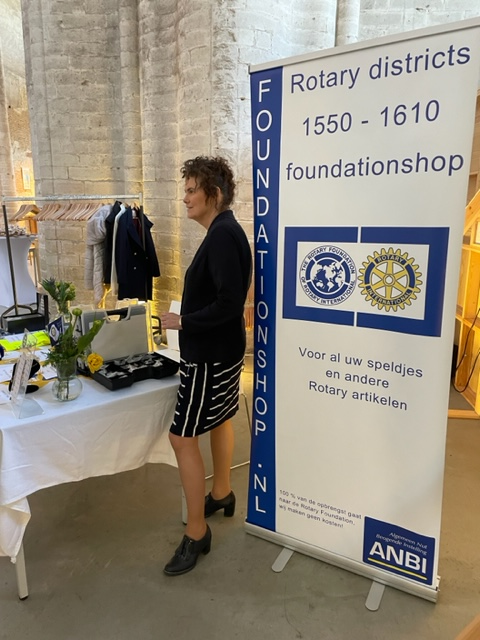 FOUNDATIONSHOP.NL
Rotary districts
1550 - 1610
foundationshop
THE ROTARY FOUNDATION
OF ROTARY INTERNATIONAL
ROTARY
INTERNATIONAL
Voor al uw speldjes
en andere
Rotary artikelen
100 % van de opbrengst gaat
naar de Rotary Foundation,
wij maken geen kosten!
Algemeen Nut
Beogende Instelling
ANBI